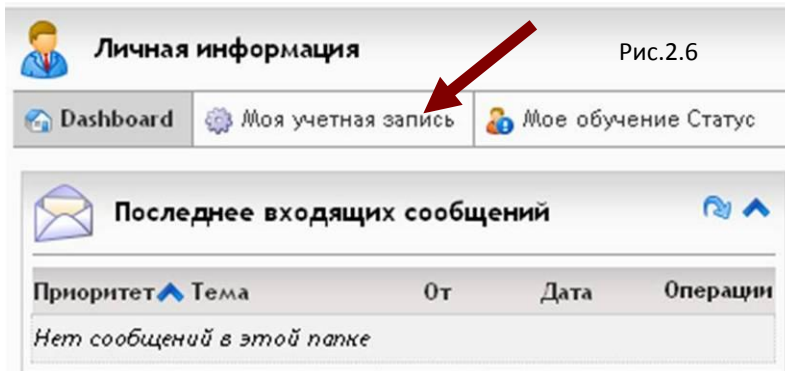 Личная информация Рис.2.6
Dashboard Моя учетная запись Мое обучение Статус
Последнее входящих сообщений
Приоритет Тема От Дата Операции
Нет сообщений в этой папке